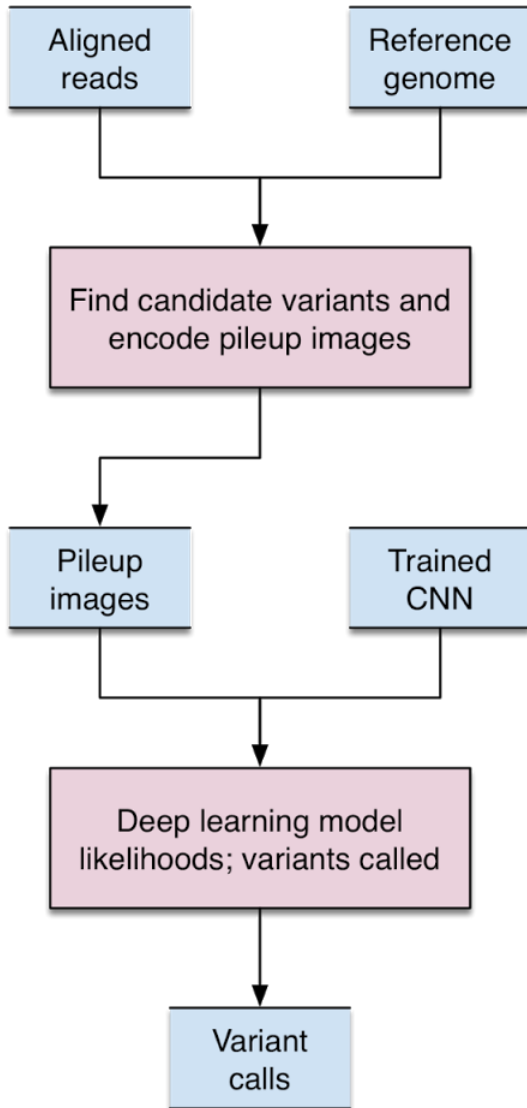 Aligned
reads
Reference
genome
Find candidate variants and
encode pileup images
Pileup
images
Trained
CNN
Deep learning model
likelihoods; variants called
Variant
calls